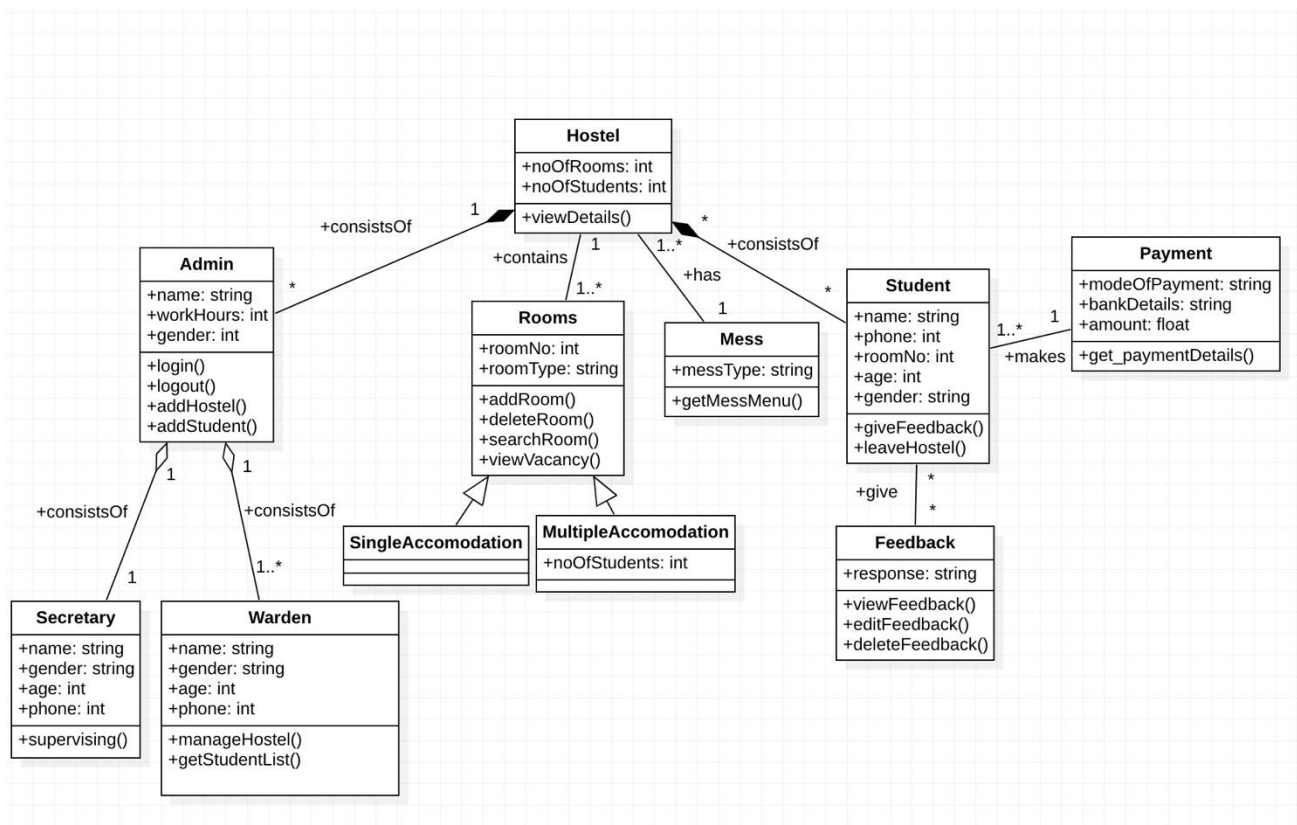 Hostel
+noOfRooms: int
+noOfStudents: int
+viewDetails()
1
+consistsOf
*
+contains
1
1..*
1..*
+has
1
*
+consistsOf
*
Admin
+name: string
+workHours: int
+gender: int
+login()
+logout()
+addHostel()
+addStudent()
Rooms
+roomNo: int
+roomType: string
+addRoom()
+deleteRoom()
+searchRoom()
+viewVacancy()
Mess
+messType: string
+getMessMenu()
Student
+name: string
+phone: int
+roomNo: int
+age: int
+gender: string
+giveFeedback()
+leaveHostel()
1..*
1
+makes
Payment
+modeOfPayment: string
+bankDetails: string
+amount: float
+get_paymentDetails()
1
+consistsOf
1
1
+consistsOf
1..*
SingleAccomodation
MultipleAccomodation
+noOfStudents: int
*
+give
*
Feedback
+response: string
+viewFeedback()
+editFeedback()
+deleteFeedback()
Secretary
+name: string
+gender: string
+age: int
+phone: int
+supervising()
Warden
+name: string
+gender: string
+age: int
+phone: int
+manageHostel()
+getStudentList()